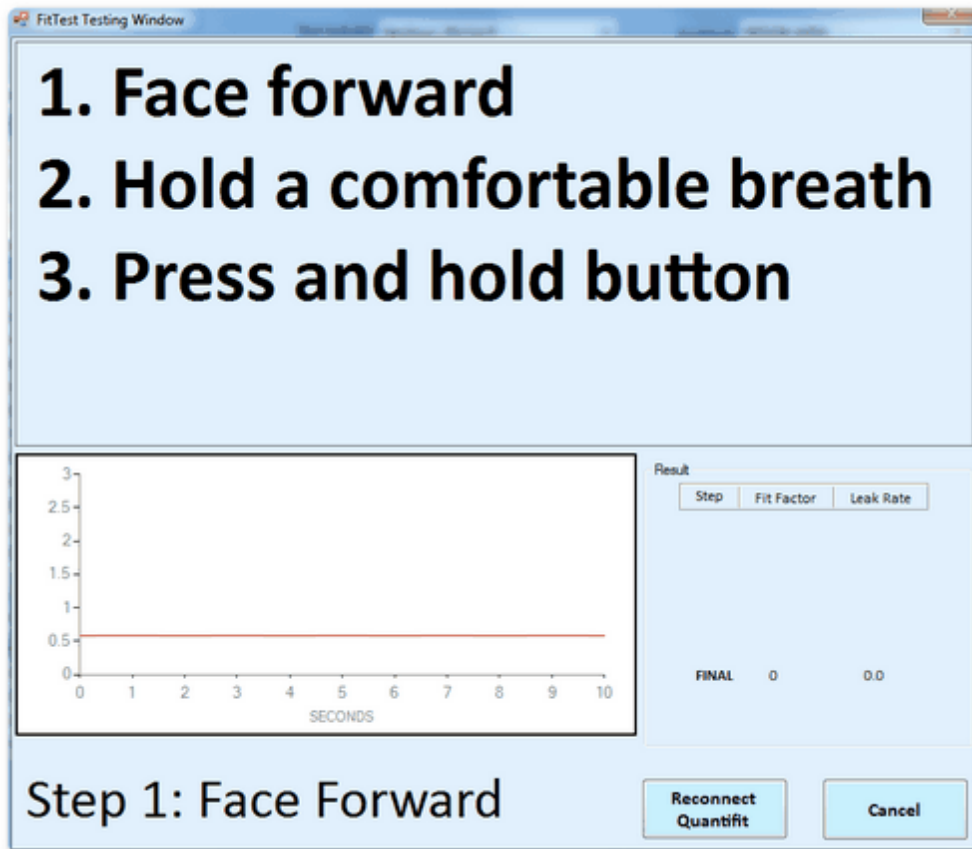 FitTest Testing Window
1. Face forward
2. Hold a comfortable breath
3. Press and hold button
3
2.5
2
1.5
1
0.5
0
0 1 2 3 4 5 6 7 8 9 10
SECONDS
Result
Step Fit Factor Leak Rate
FINAL 0 0.0
Step 1: Face Forward
Reconnect
Quantifit
Cancel